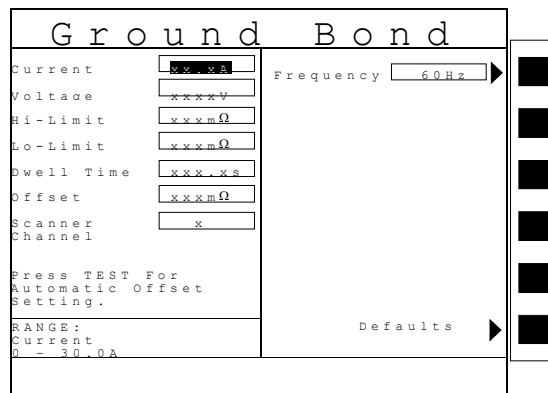 Ground Bond
Current xx.xA
Voltage xxxxV
Hi-Limit xxxmΩ
Lo-Limit xxxmΩ
Dwell Time xxx.xs
Offset xxxmΩ
Scanner
Channel x
Press TEST For
Automatic Offset
Setting.
RANGE:
Current
0 - 30.0A
Frequency 60Hz
Defaults